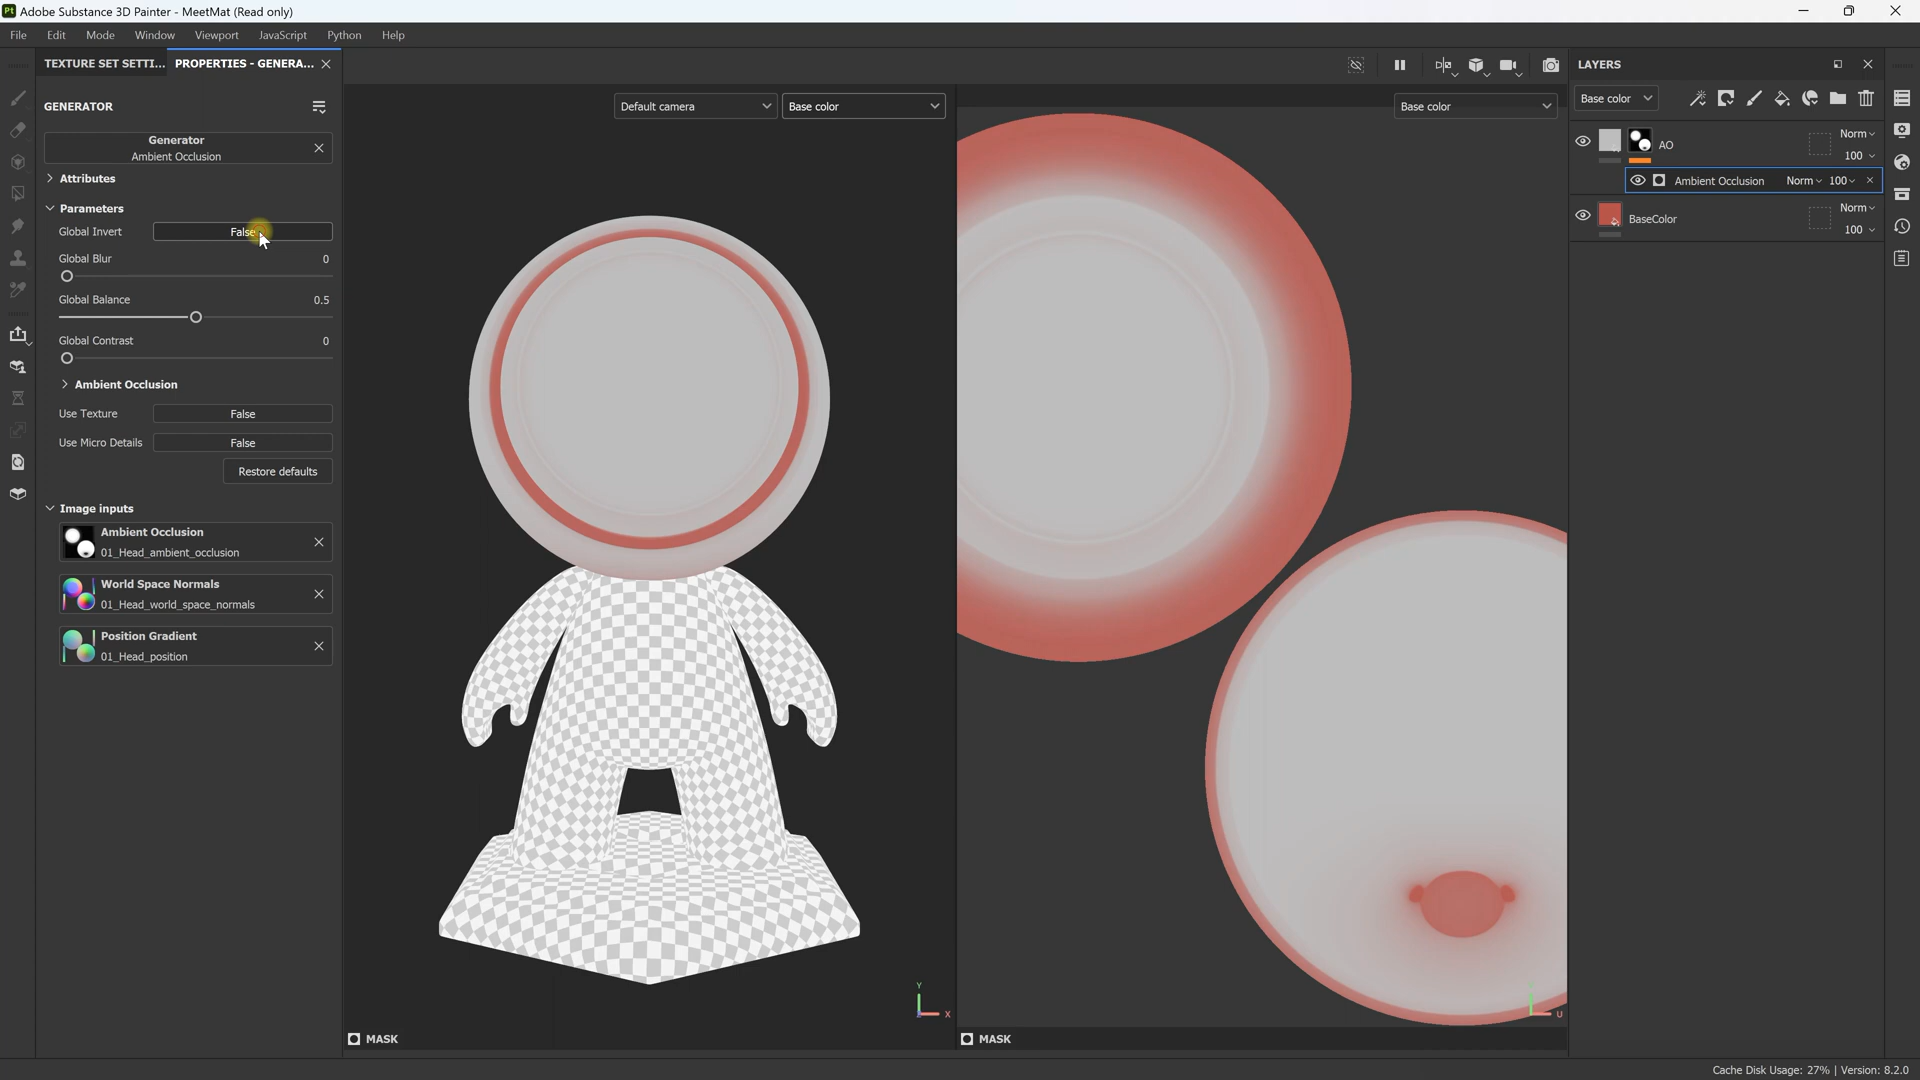 Pt Adobe Substance 3D Painter - MeetMat (Read only)
File Edit Mode Window Viewport JavaScript Python Help
TEXTURE SET SETTI... PROPERTIES - GENERA...
GENERATOR
Generator
Ambient Occlusion
Attributes
Parameters
Global Invert False
Global Blur 0
Global Balance 0.5
Global Contrast 0
Ambient Occlusion
Use Texture False
Use Micro Details False
Restore defaults
Image inputs
Ambient Occlusion
01_Head_ambient_occlusion
World Space Normals
01_Head_world_space_normals
Position Gradient
01_Head_position
Default camera Base color
Y
X
MASK
Base color
U
MASK
LAYERS
Base color
AO Norm
100
Ambient Occlusion Norm 100
BaseColor Norm
100
Cache Disk Usage: 27% | Version: 8.2.0